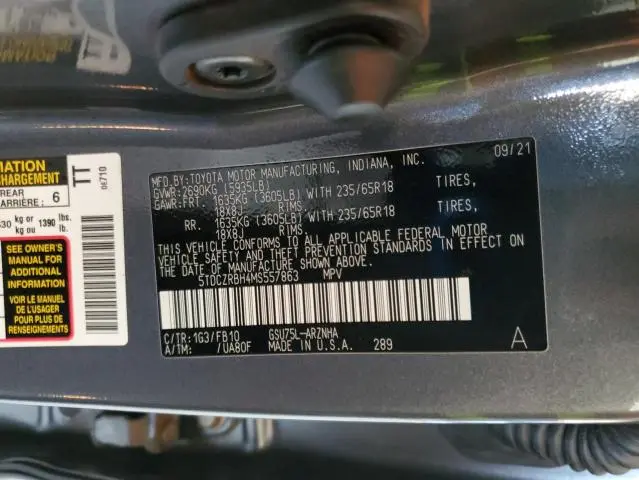 MATION
HARGEMENT
REAR
ARRIÈRE: 6
TT
08710
630 kg or/ou 1390 lbs. lb.
SEE OWNER'S
MANUAL FOR
ADDITIONAL
INFORMATION
VOIR LE MANUEL
DE L'USAGER
POUR PLUS DE
RENSEIGNEMENTS
MFD.BY:TOYOTA MOTOR MANUFACTURING, INDIANA, INC. 09/21
GVWR:2690KG (5935LB)
GAWR:FRT. 1635KG (3605LB) WITH 235/65R18 TIRES,
18X8J RIMS
RR. 1635KG (3605LB) WITH 235/65R18 TIRES,
18X8J RIMS
THIS VEHICLE CONFORMS TO ALL APPLICABLE FEDERAL MOTOR
VEHICLE SAFETY AND THEFT PREVENTION STANDARDS IN EFFECT ON
THE DATE OF MANUFACTURE SHOWN ABOVE.
5TDCZRBH4MS557863 MPV
C/TR:1G3/FB10 GSU75L-ARZNHA
A/TM: /UA80F MADE IN U.S.A. 289 A